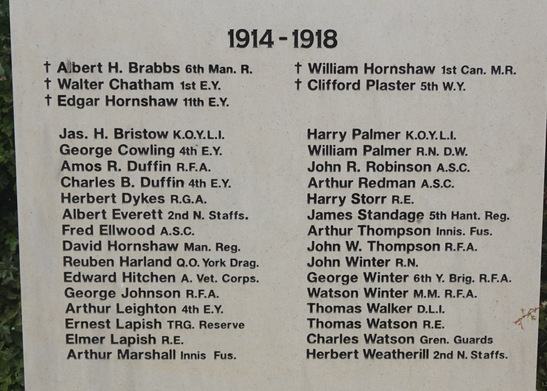 1914-1918
† Albert H. Brabbs 6th Man. R.
† Walter Chatham 1st E.Y.
† Edgar Hornshaw 11th E.Y.
† William Hornshaw 1st Can. M.R.
† Clifford Plaster 5th W.Y.
Jas. H. Bristow K.O.Y.L.I.
George Cowling 4th E.Y.
Amos R. Duffin R.F.A.
Charles B. Duffin 4th E.Y.
Herbert Dykes R.G.A.
Albert Everett 2nd N. Staffs.
Fred Ellwood A.S.C.
David Hornshaw Man. Reg.
Reuben Harland Q.O. York Drag.
Edward Hitchen A. Vet. Corps.
George Johnson R.F.A.
Arthur Leighton 4th E.Y.
Ernest Lapish TRG. Reserve
Elmer Lapish R.E.
Arthur Marshall Innis Fus.
Harry Palmer K.O.Y.L.I.
William Palmer R.N. D.W.
John R. Robinson A.S.C.
Arthur Redman A.S.C.
Harry Storr R.E.
James Standage 5th Hant. Reg.
Arthur Thompson Innis. Fus.
John W. Thompson R.F.A.
John Winter R.N.
George Winter 6th Y. Brig. R.F.A.
Watson Winter M.M. R.F.A.
Thomas Walker D.L.I.
Thomas Watson R.E.
Charles Watson Gren. Guards
Herbert Weatherill 2nd N. Staffs.